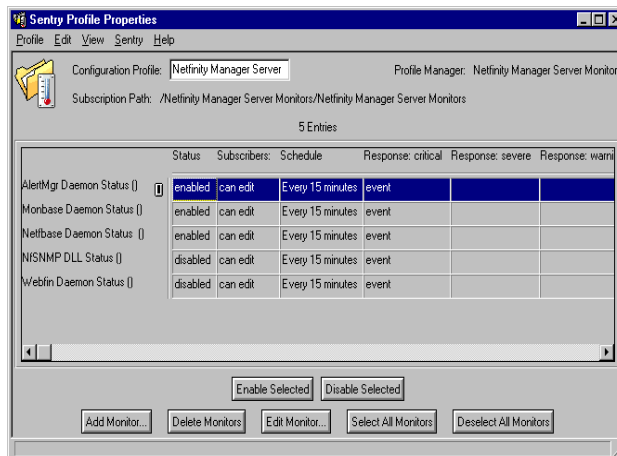 Sentry Profile Properties
Profile Edit View Sentry Help
Configuration Profile: Netfinity Manager Server Profile Manager: Netfinity Manager Server Monitor
Subscription Path: /Netfinity Manager Server Monitors/Netfinity Manager Server Monitors
5 Entries
Status Subscribers: Schedule Response: critical Response: severe Response: warni
AlertMgr Daemon Status () enabled can edit Every 15 minutes event
Monbase Daemon Status () enabled can edit Every 15 minutes event
Netfbase Daemon Status () enabled can edit Every 15 minutes event
NfSNMP DLL Status () disabled can edit Every 15 minutes event
Webfin Daemon Status () disabled can edit Every 15 minutes event
Enable Selected Disable Selected
Add Monitor... Delete Monitors Edit Monitor... Select All Monitors Deselect All Monitors